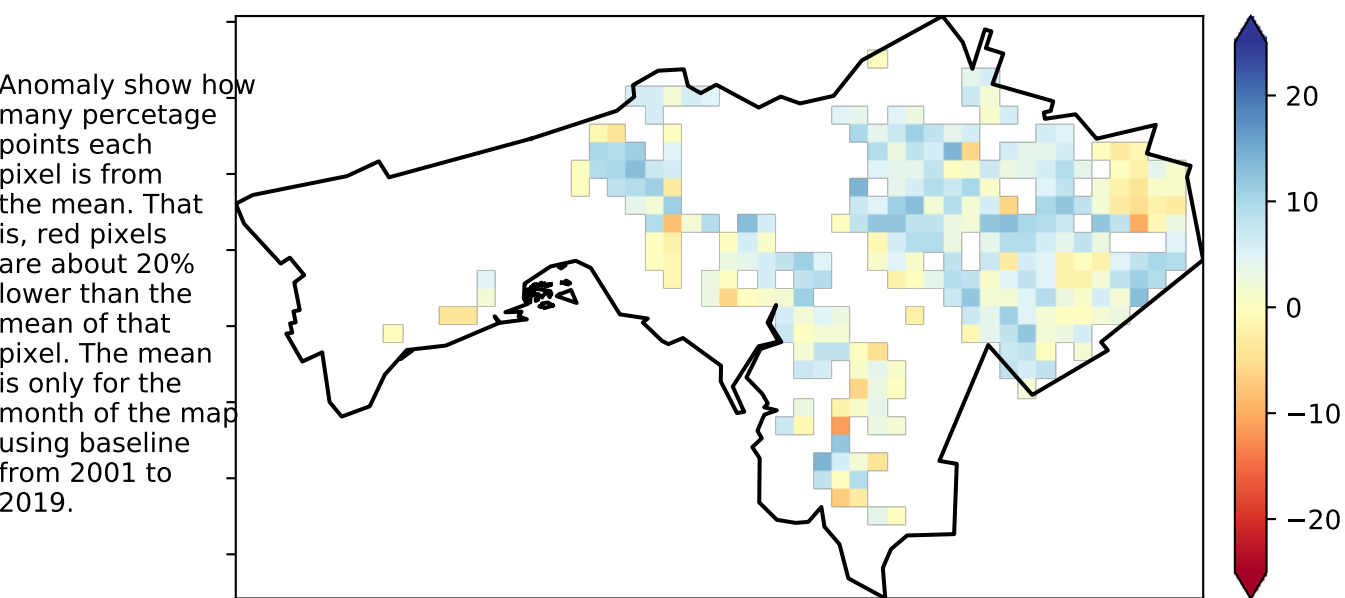 Anomaly show how
many percetage
points each
pixel is from
the mean. That
is, red pixels
are about 20%
lower than the
mean of that
pixel. The mean
is only for the
month of the map
using baseline
from 2001 to
2019.
20
10
0
−10
−20